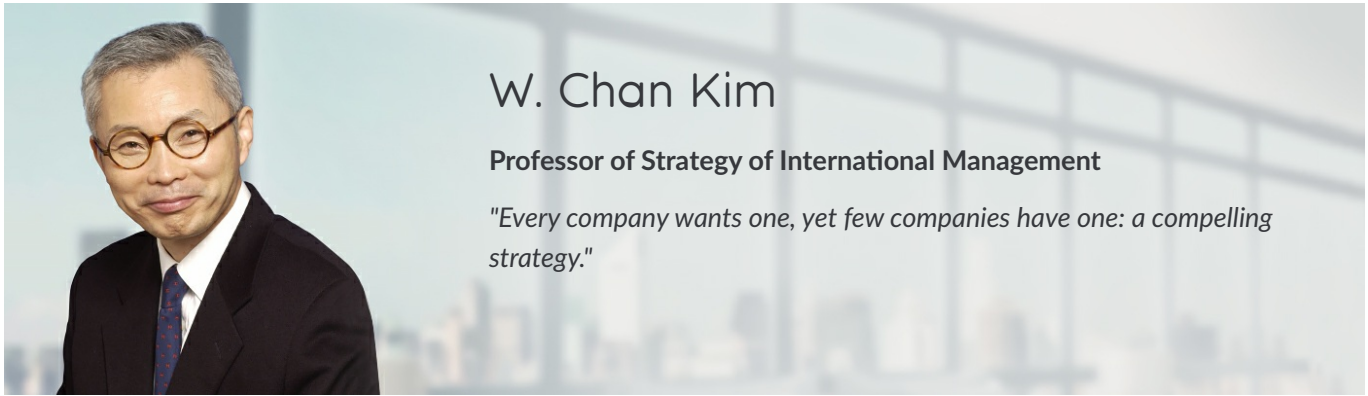 W. Chan Kim
Professor of Strategy of International Management
"Every company wants one, yet few companies have one: a compelling
strategy."